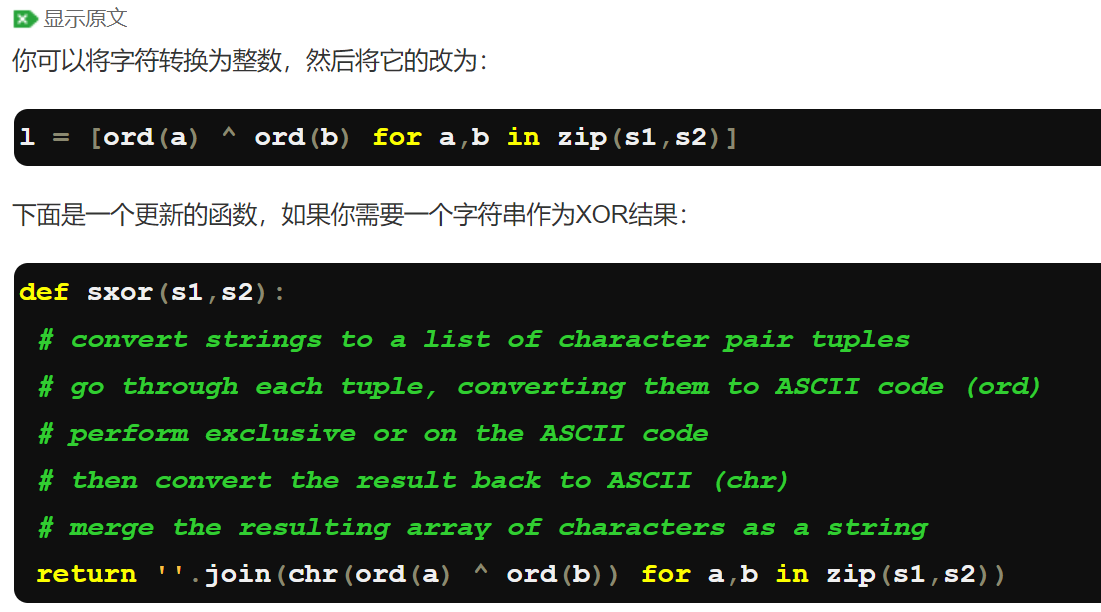 显示原文
你可以将字符转换为整数，然后将它的改为：
l = [ord(a) ^ ord(b) for a,b in zip(s1,s2)]
下面是一个更新的函数，如果你需要一个字符串作为XOR结果：
def sxor(s1,s2):
# convert strings to a list of character pair tuples
# go through each tuple, converting them to ASCII code (ord)
# perform exclusive or on the ASCII code
# then convert the result back to ASCII (chr)
# merge the resulting array of characters as a string
return ''.join(chr(ord(a) ^ ord(b)) for a,b in zip(s1,s2))